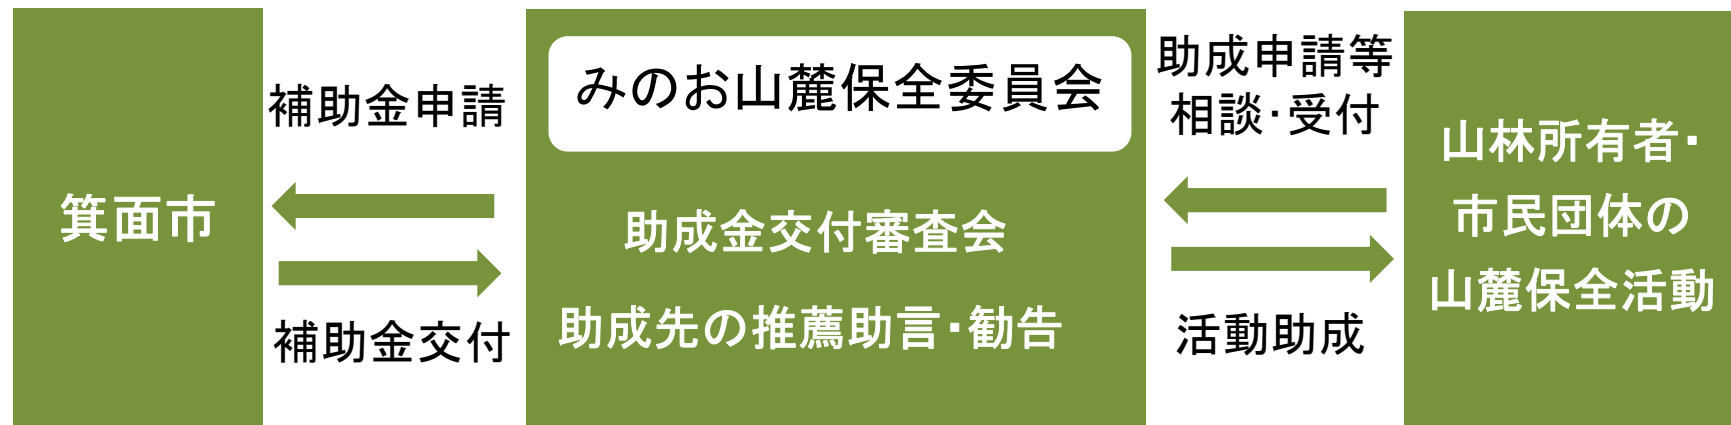 箕面市
補助金申請
補助金交付
みのお山麓保全委員会
助成金交付審査会
助成先の推薦助言・勧告
助成申請等
相談・受付
活動助成
山林所有者・
市民団体の
山麓保全活動